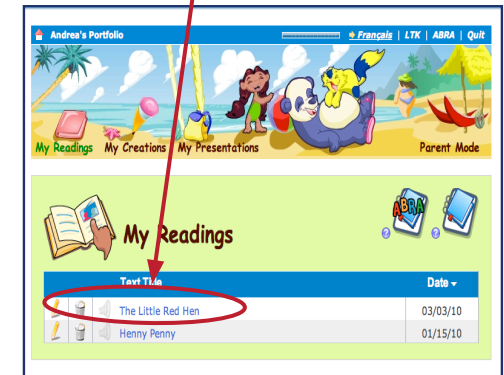 Andrea's Portfolio Français | LTK | ABRA | Quit
My Readings My Creations My Presentations Parent Mode
ABRA
? ?
My Readings
Text Title Date
The Little Red Hen 03/03/10
Henny Penny 01/15/10